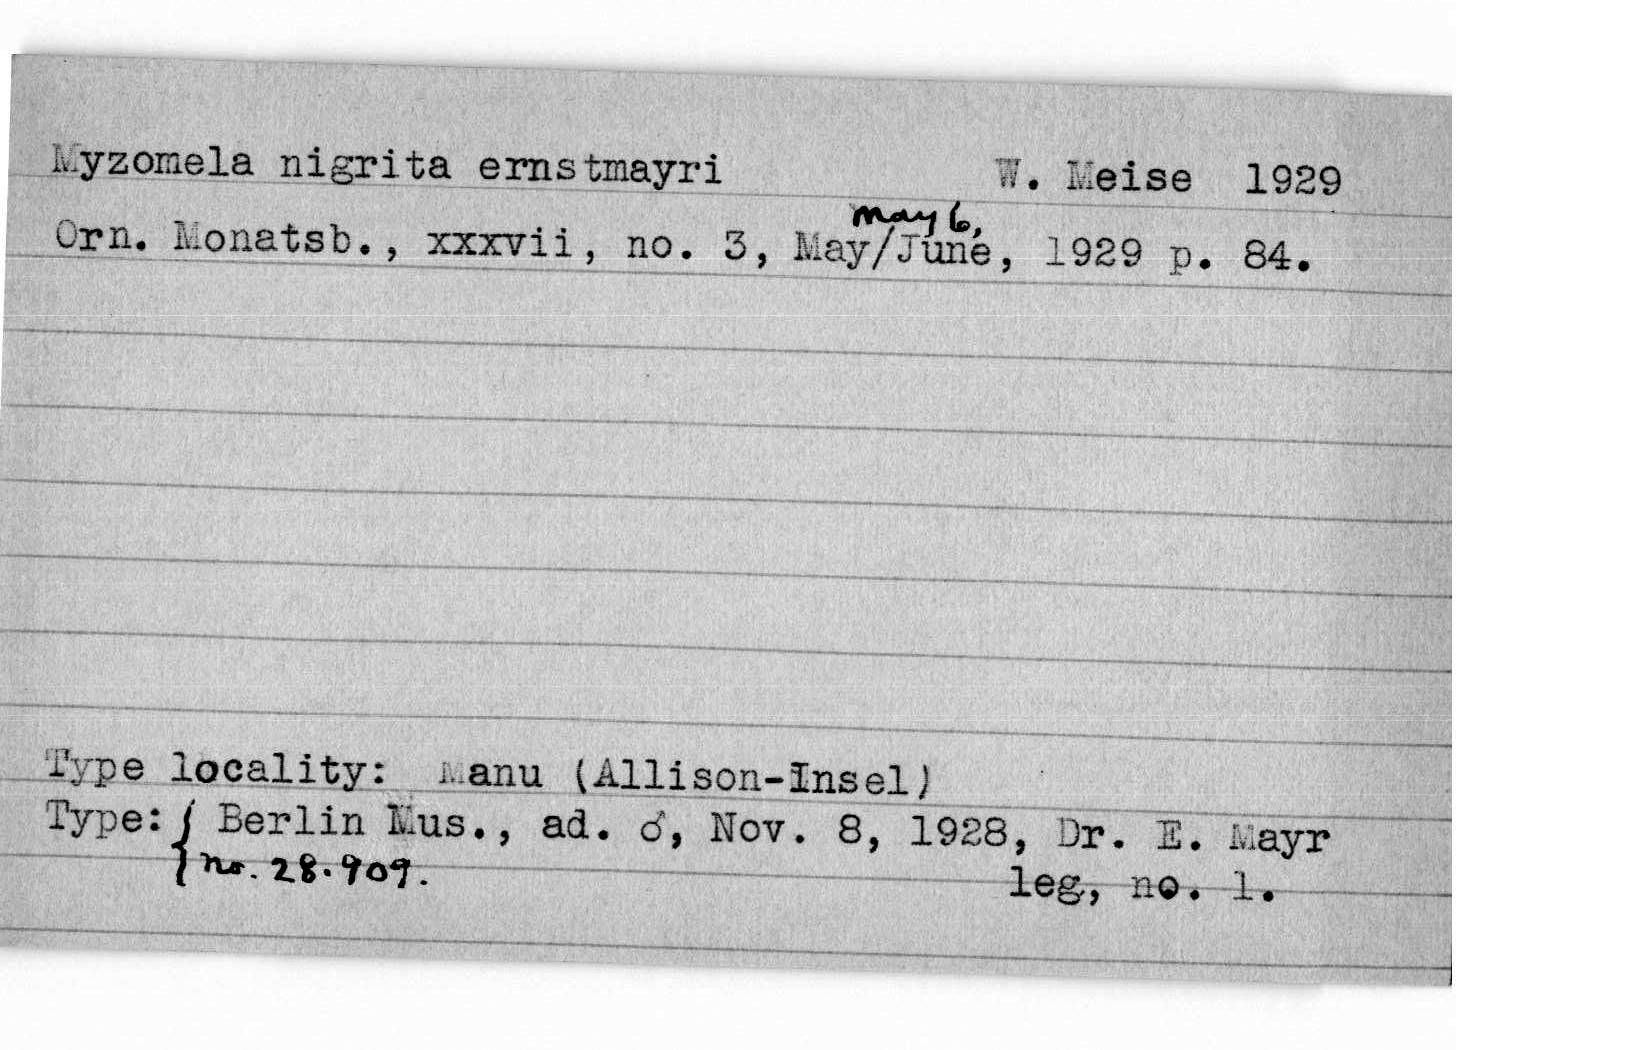 Myzomela nigrita ernstmayri W. Meise 1929
may 6,
Orn. Monatsb., xxxvii, no. 3, May/June, 1929 p. 84.
Type locality: Manu (Allison-Insel)
Type: { Berlin Mus., ad. ♂, Nov. 8, 1928, Dr. E. Mayr
no. 28.909. leg, no. 1.